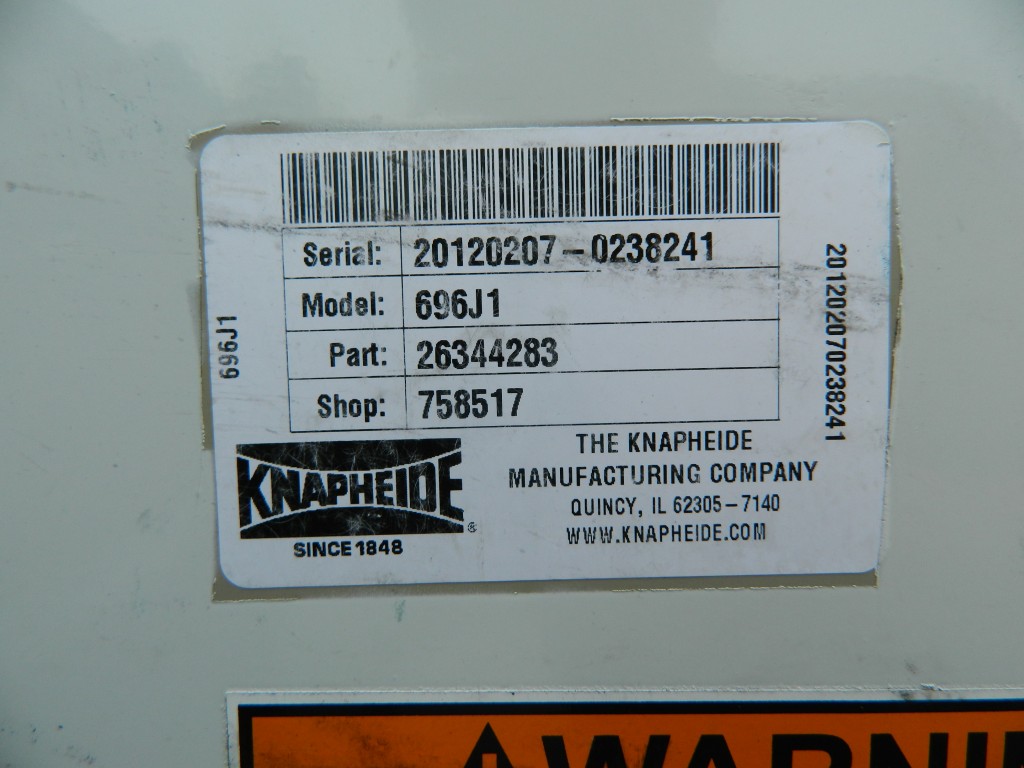 Serial: 20120207-0238241
Model: 696J1
Part: 26344283
Shop: 758517
696J1
201202070238241
KNAPHEIDE®
SINCE 1848
THE KNAPHEIDE
MANUFACTURING COMPANY
QUINCY, IL 62305-7140
WWW.KNAPHEIDE.COM